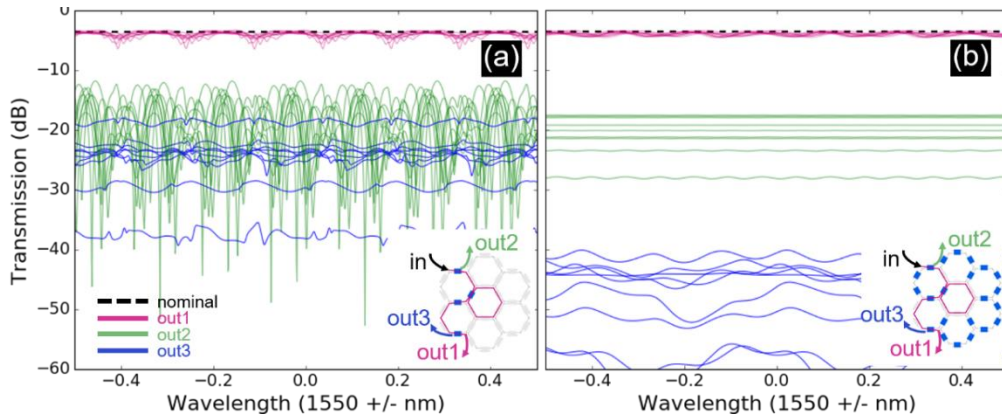 0
−10
−20
−30
−40
−50
−60
Transmission (dB)
(a)
nominal
out1
out2
out3
in
out2
out3
out1
−0.4 −0.2 0.0 0.2 0.4
Wavelength (1550 +/- nm)
(b)
in
out2
out3
out1
−0.4 −0.2 0.0 0.2 0.4
Wavelength (1550 +/- nm)